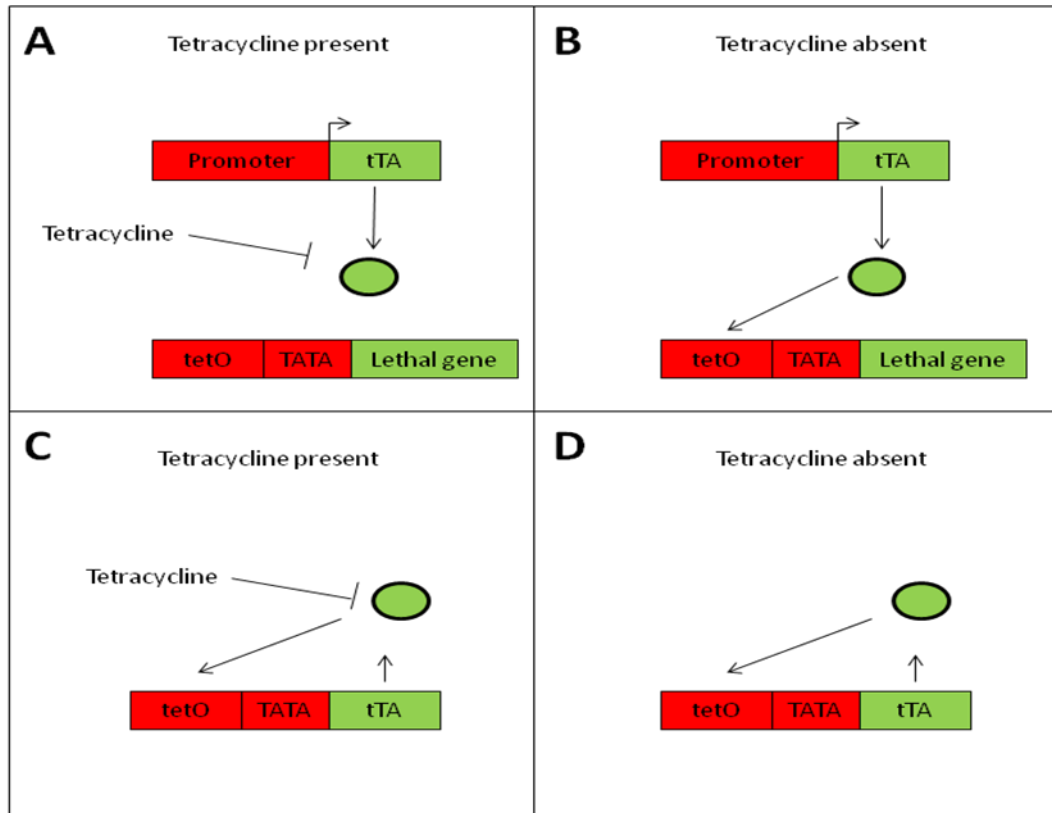 A
Tetracycline present
Promoter tTA
Tetracycline
tetO TATA Lethal gene
B
Tetracycline absent
Promoter tTA
tetO TATA Lethal gene
C
Tetracycline present
Tetracycline
tetO TATA tTA
D
Tetracycline absent
tetO TATA tTA